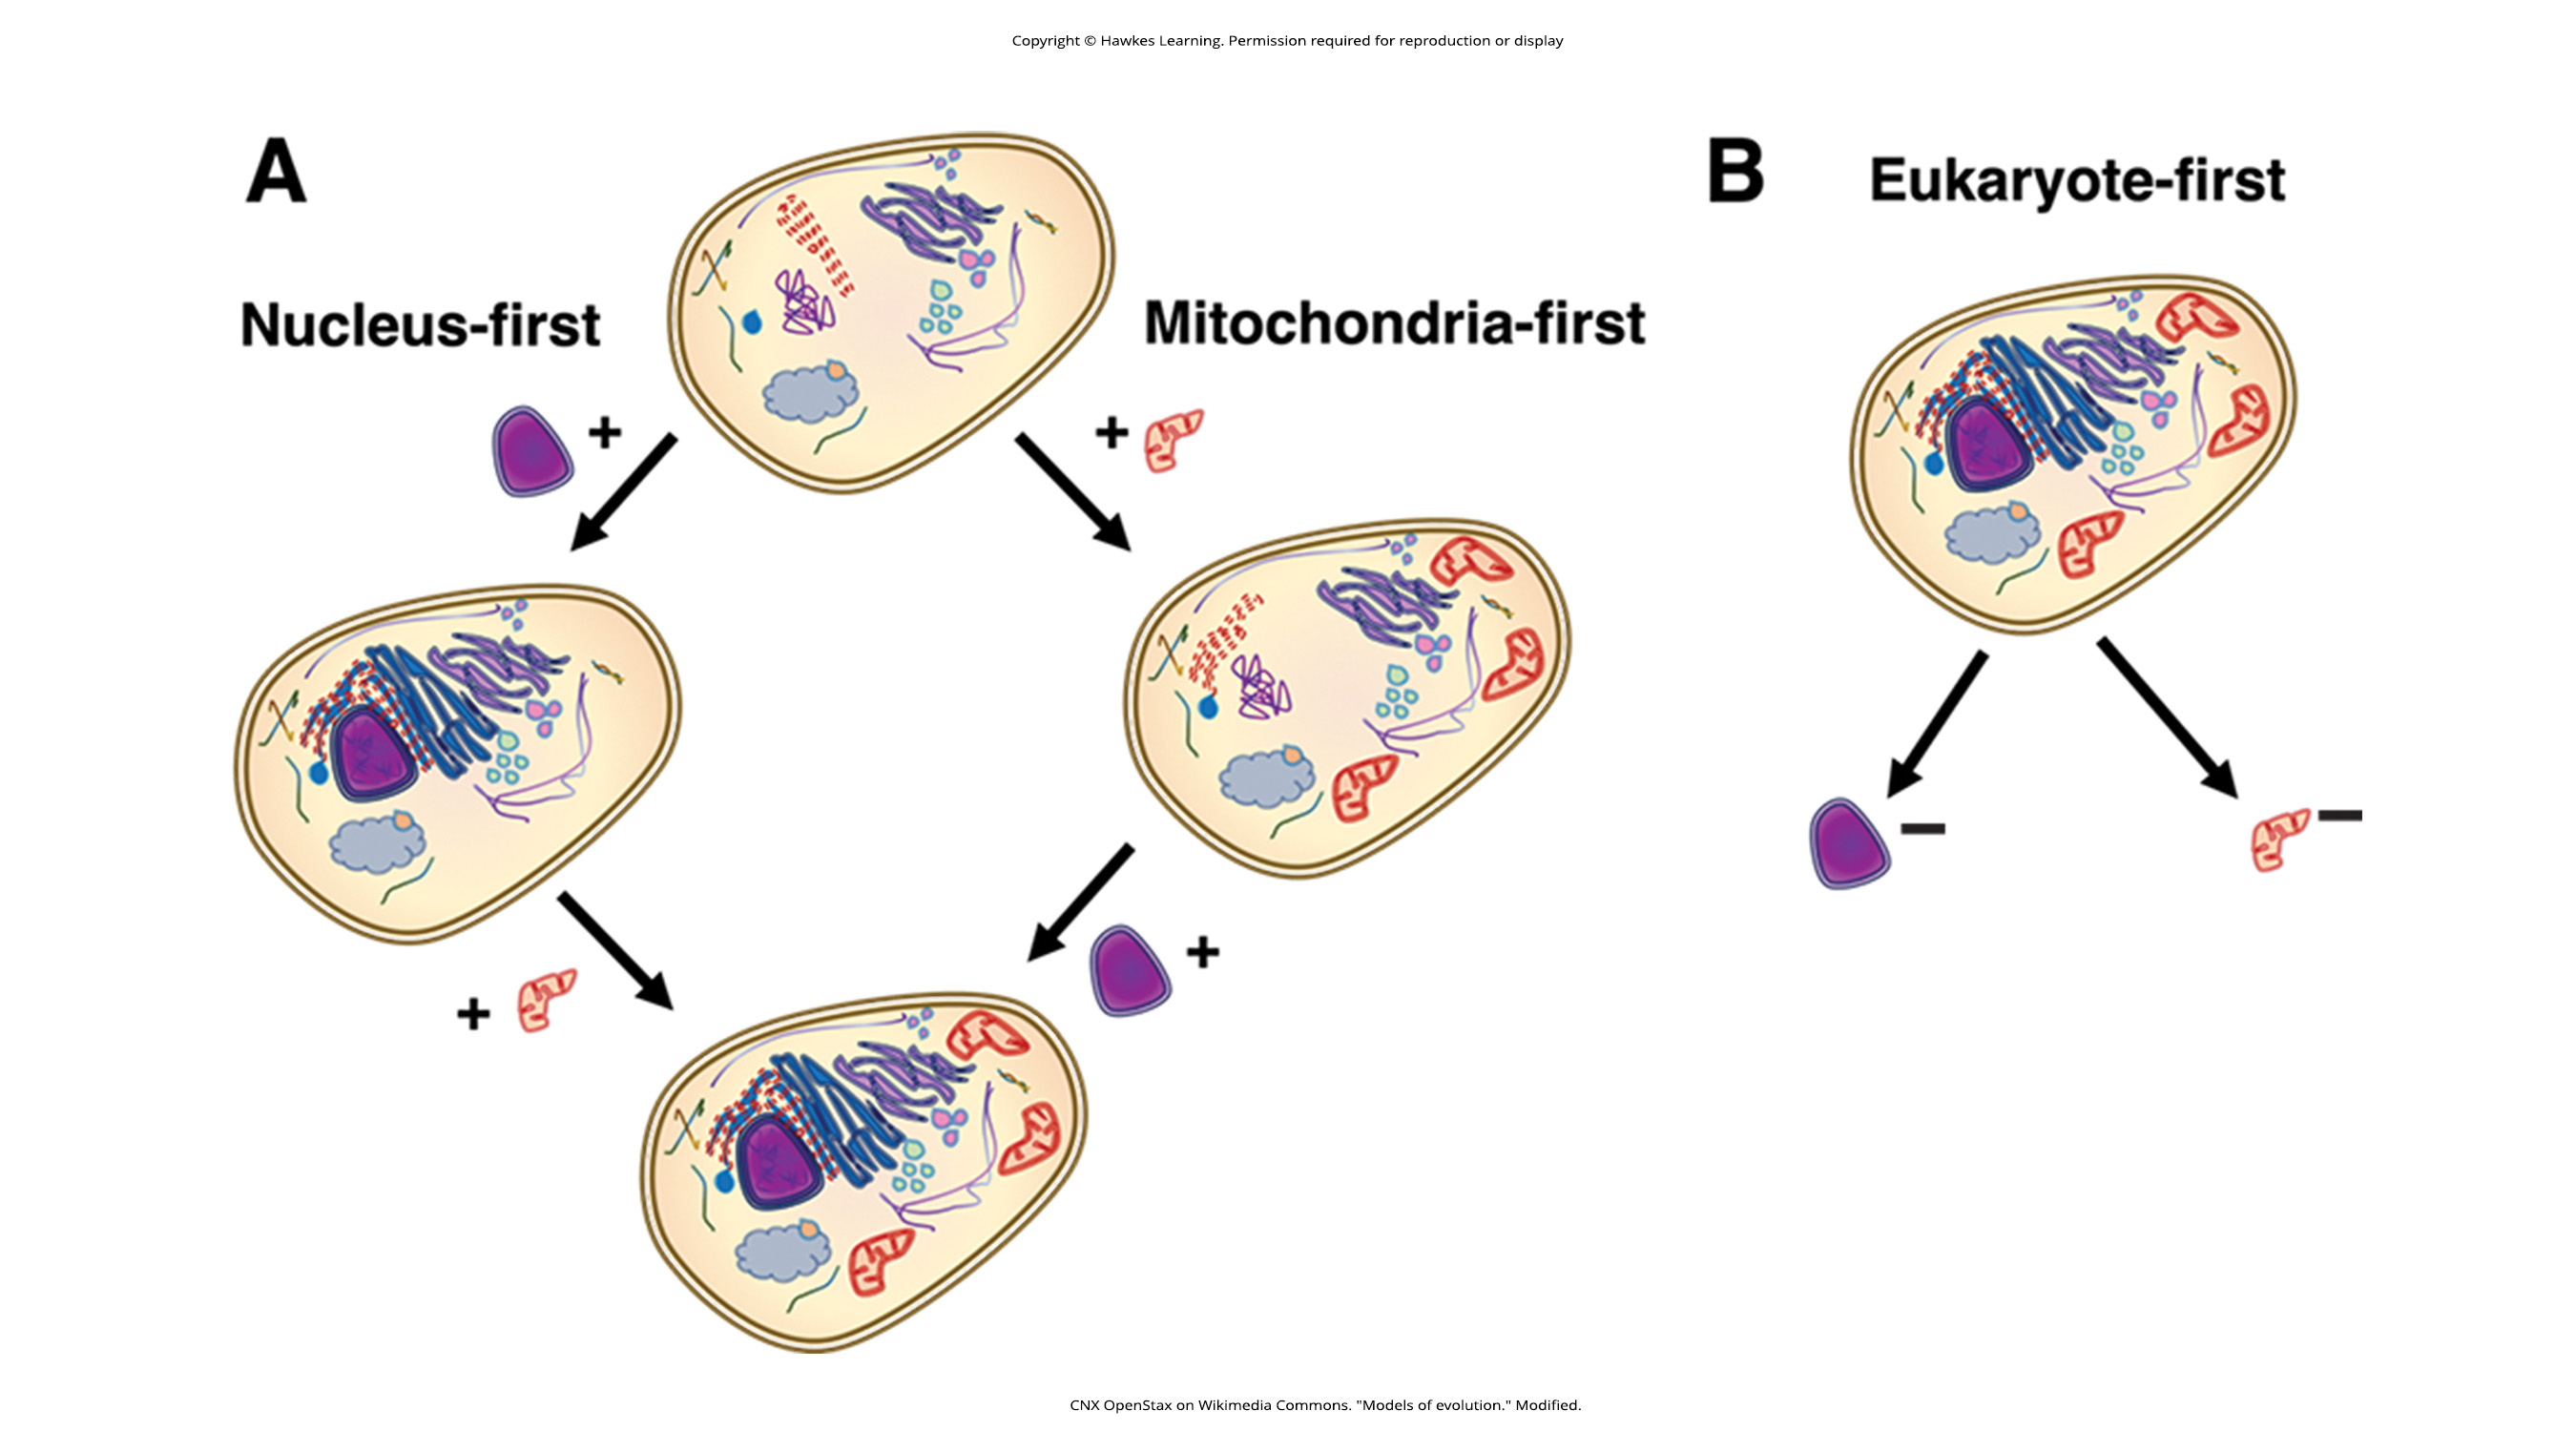 Copyright © Hawkes Learning. Permission required for reproduction or display
A
Nucleus-first
+
+
Mitochondria-first
+
+
B
Eukaryote-first
–
–
CNX OpenStax on Wikimedia Commons. "Models of evolution." Modified.